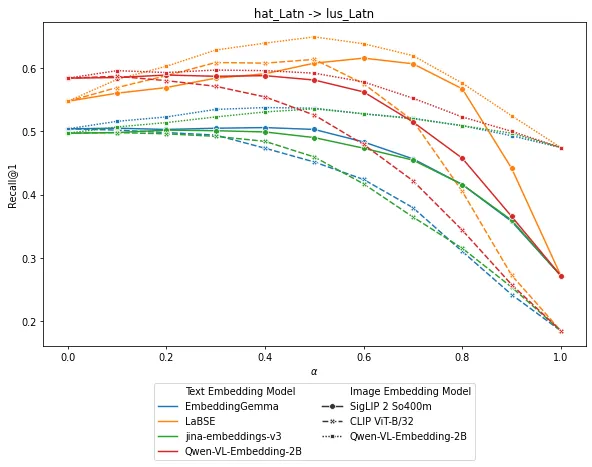 hat_Latn -> lus_Latn
Recall@1
0.6
0.5
0.4
0.3
0.2
0.0 0.2 0.4 0.6 0.8 1.0
α
Text Embedding Model Image Embedding Model
EmbeddingGemma SigLIP 2 So400m
LaBSE CLIP ViT-B/32
jina-embeddings-v3 Qwen-VL-Embedding-2B
Qwen-VL-Embedding-2B